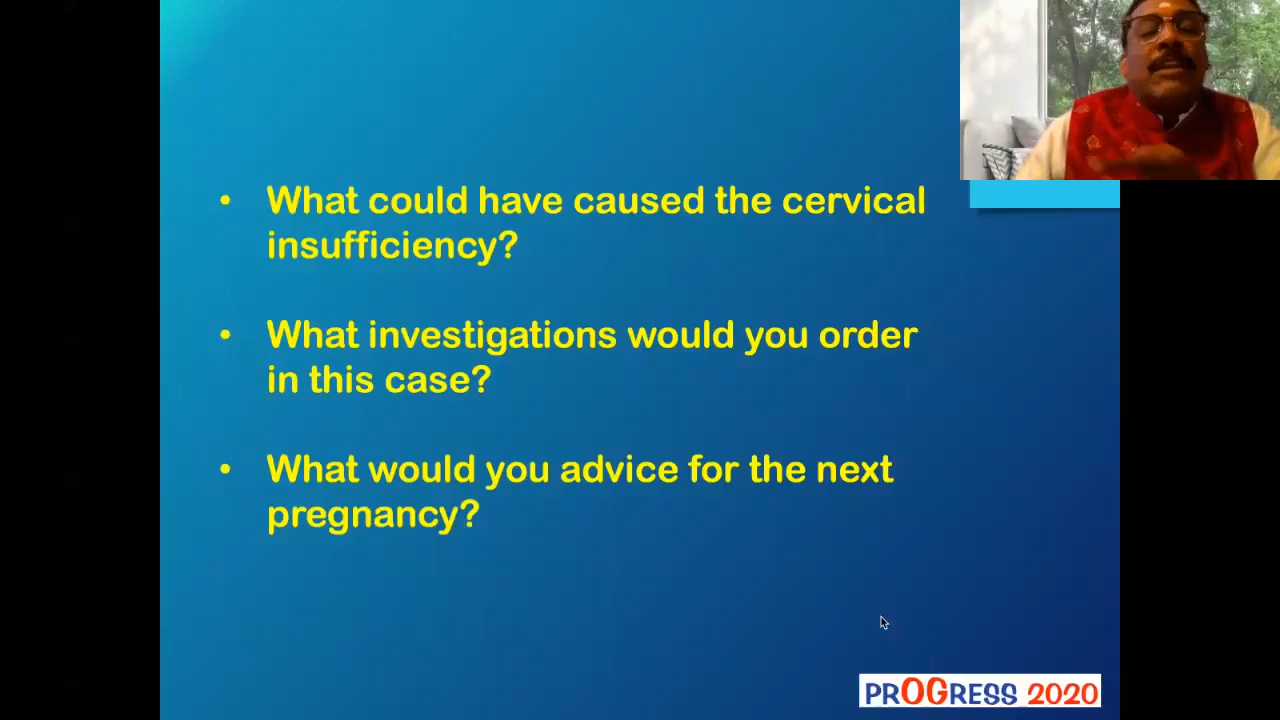 • What could have caused the cervical
insufficiency?
• What investigations would you order
in this case?
• What would you advice for the next
pregnancy?
PROGRESS 2020